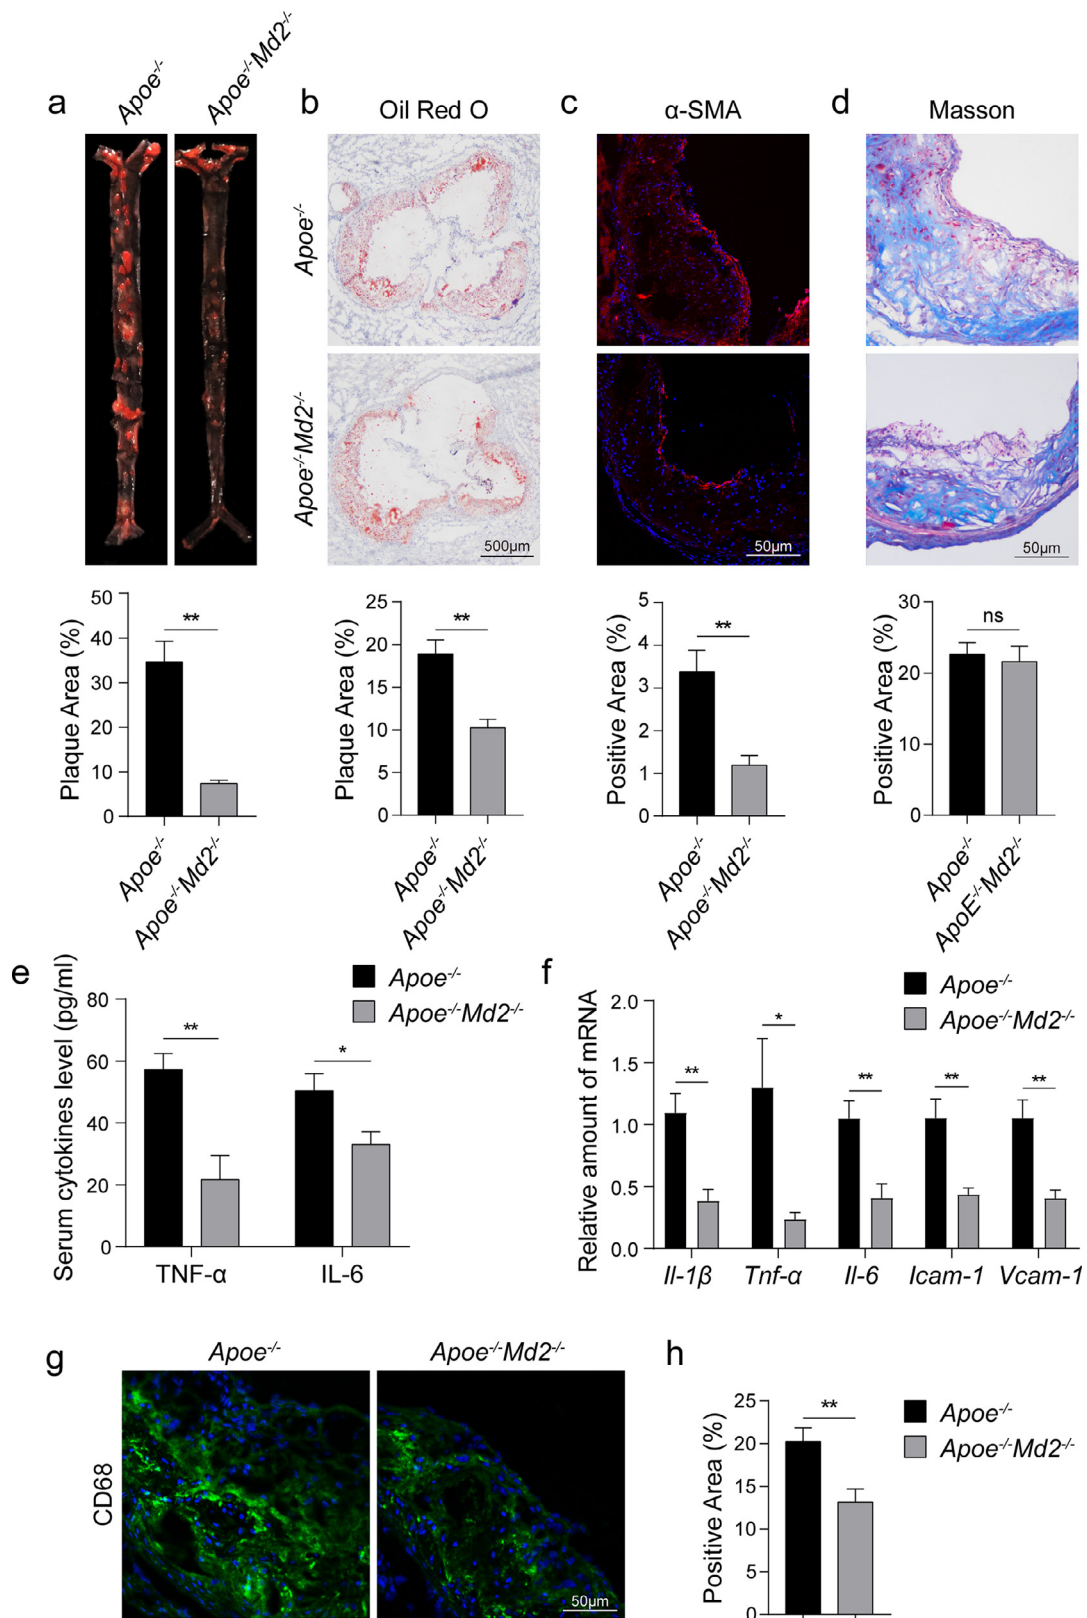 Apoe-/-
Apoe-/-Md2-/-
a
b
Oil Red O
c
α-SMA
d
Masson
Apoe-/-
Apoe-/-Md2-/-
500μm
50μm
50μm
Plaque Area (%)
50
40
30
20
10
0
**
Apoe-/-
Apoe-/-Md2-/-
Plaque Area (%)
25
20
15
10
5
0
**
Apoe-/-
Apoe-/-Md2-/-
Positive Area (%)
5
4
3
2
1
0
**
Apoe-/-
Apoe-/-Md2-/-
Positive Area (%)
30
20
10
0
ns
Apoe-/-
ApoE-/-Md2-/-
e
Apoe-/-
Apoe-/-Md2-/-
Serum cytokines level (pg/ml)
80
60
40
20
0
**
*
TNF-α IL-6
f
Apoe-/-
Apoe-/-Md2-/-
Relative amount of mRNA
2.0
1.5
1.0
0.5
0.0
**
*
**
**
**
Il-1β Tnf-α Il-6 Icam-1 Vcam-1
g
Apoe-/- Apoe-/-Md2-/-
CD68
50μm
h
Positive Area (%)
25
20
15
10
5
0
**
Apoe-/-
Apoe-/-Md2-/-